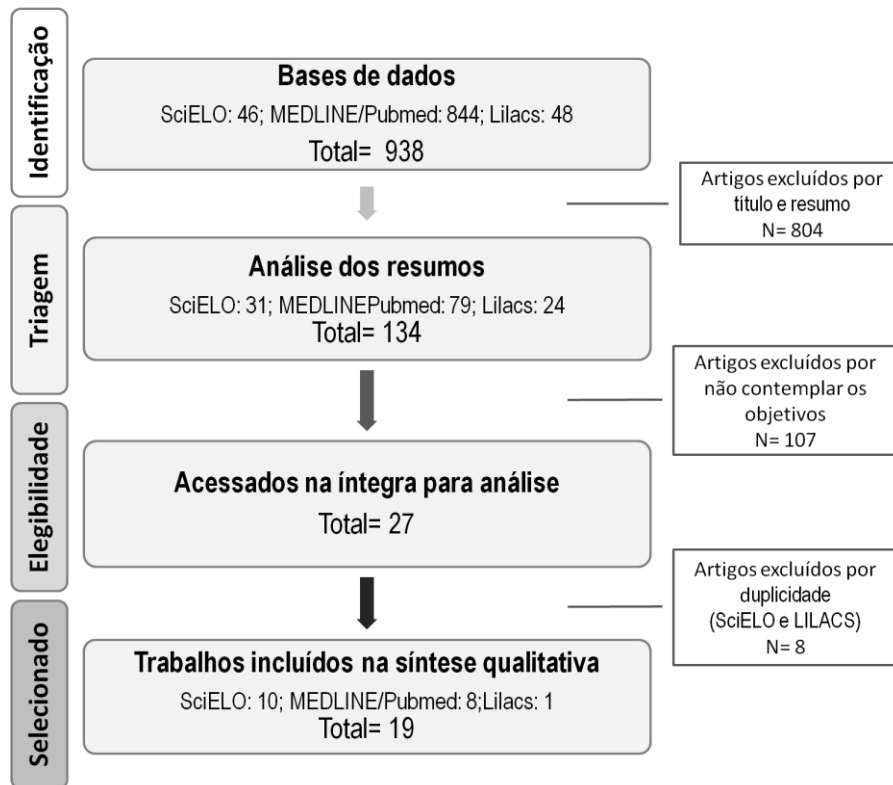 Identificação
Bases de dados
SciELO: 46; MEDLINE/Pubmed: 844; Lilacs: 48
Total= 938
Artigos excluídos por
titulo e resumo
N= 804
Triagem
Análise dos resumos
SciELO: 31; MEDLINEPubmed: 79; Lilacs: 24
Total= 134
Artigos excluídos por
não contemplar os
objetivos
N= 107
Elegibilidade
Acessados na íntegra para análise
Total= 27
Artigos excluídos por
duplicidade
(SciELO e LILACS)
N= 8
Selecionado
Trabalhos incluídos na síntese qualitativa
SciELO: 10; MEDLINE/Pubmed: 8;Lilacs: 1
Total= 19